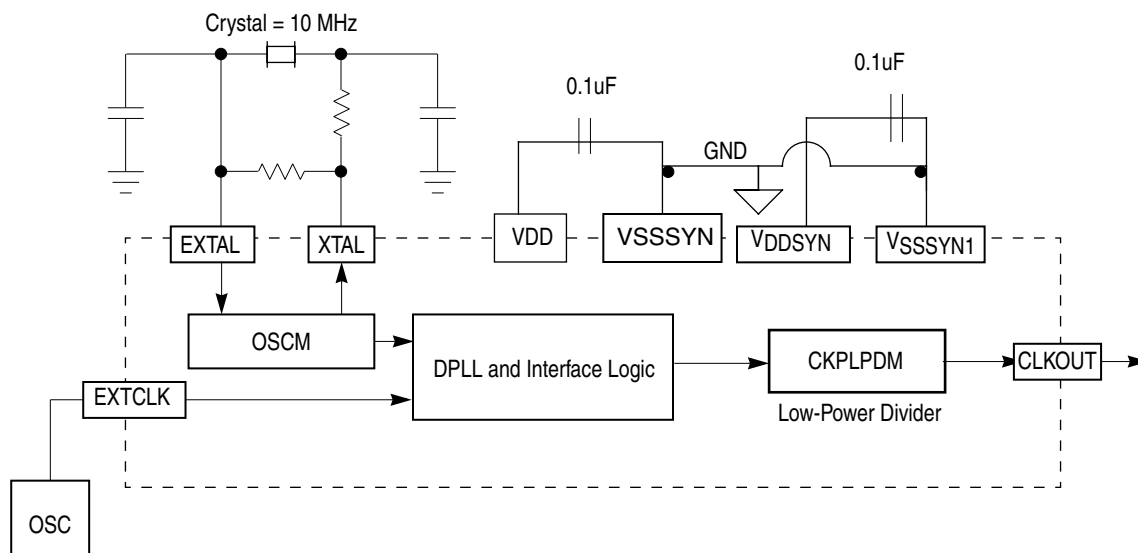 Crystal = 10 MHz
0.1uF
0.1uF
GND
EXTAL
XTAL
VDD
VSSSYN
VDDSYN
VSSSYN1
OSCM
DPLL and Interface Logic
CKPLPDM
CLKOUT
EXTCLK
Low-Power Divider
OSC